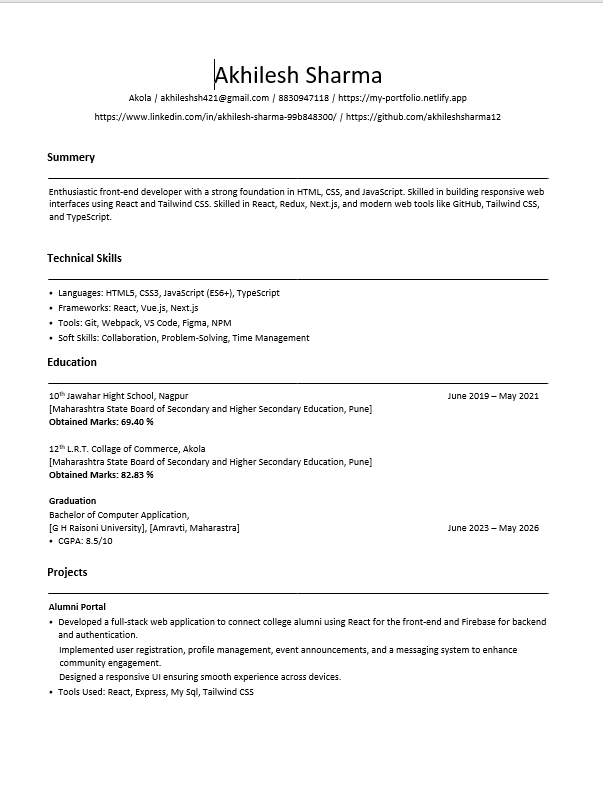 Akhilesh Sharma
Akola / akhileshsh421@gmail.com / 8830947118 / https://my-portfolio.netlify.app
https://www.linkedin.com/in/akhilesh-sharma-99b848300/ / https://github.com/akhileshsharma12
Summery
Enthusiastic front-end developer with a strong foundation in HTML, CSS, and JavaScript. Skilled in building responsive web
interfaces using React and Tailwind CSS. Skilled in React, Redux, Next.js, and modern web tools like GitHub, Tailwind CSS,
and TypeScript.
Technical Skills
• Languages: HTML5, CSS3, JavaScript (ES6+), TypeScript
• Frameworks: React, Vue.js, Next.js
• Tools: Git, Webpack, VS Code, Figma, NPM
• Soft Skills: Collaboration, Problem-Solving, Time Management
Education
10th Jawahar Hight School, Nagpur June 2019 – May 2021
[Maharashtra State Board of Secondary and Higher Secondary Education, Pune]
Obtained Marks: 69.40 %
12th L.R.T. Collage of Commerce, Akola
[Maharashtra State Board of Secondary and Higher Secondary Education, Pune]
Obtained Marks: 82.83 %
Graduation
Bachelor of Computer Application,
[G H Raisoni University], [Amravti, Maharastra] June 2023 – May 2026
• CGPA: 8.5/10
Projects
Alumni Portal
• Developed a full-stack web application to connect college alumni using React for the front-end and Firebase for backend
and authentication.
Implemented user registration, profile management, event announcements, and a messaging system to enhance
community engagement.
Designed a responsive UI ensuring smooth experience across devices.
• Tools Used: React, Express, My Sql, Tailwind CSS